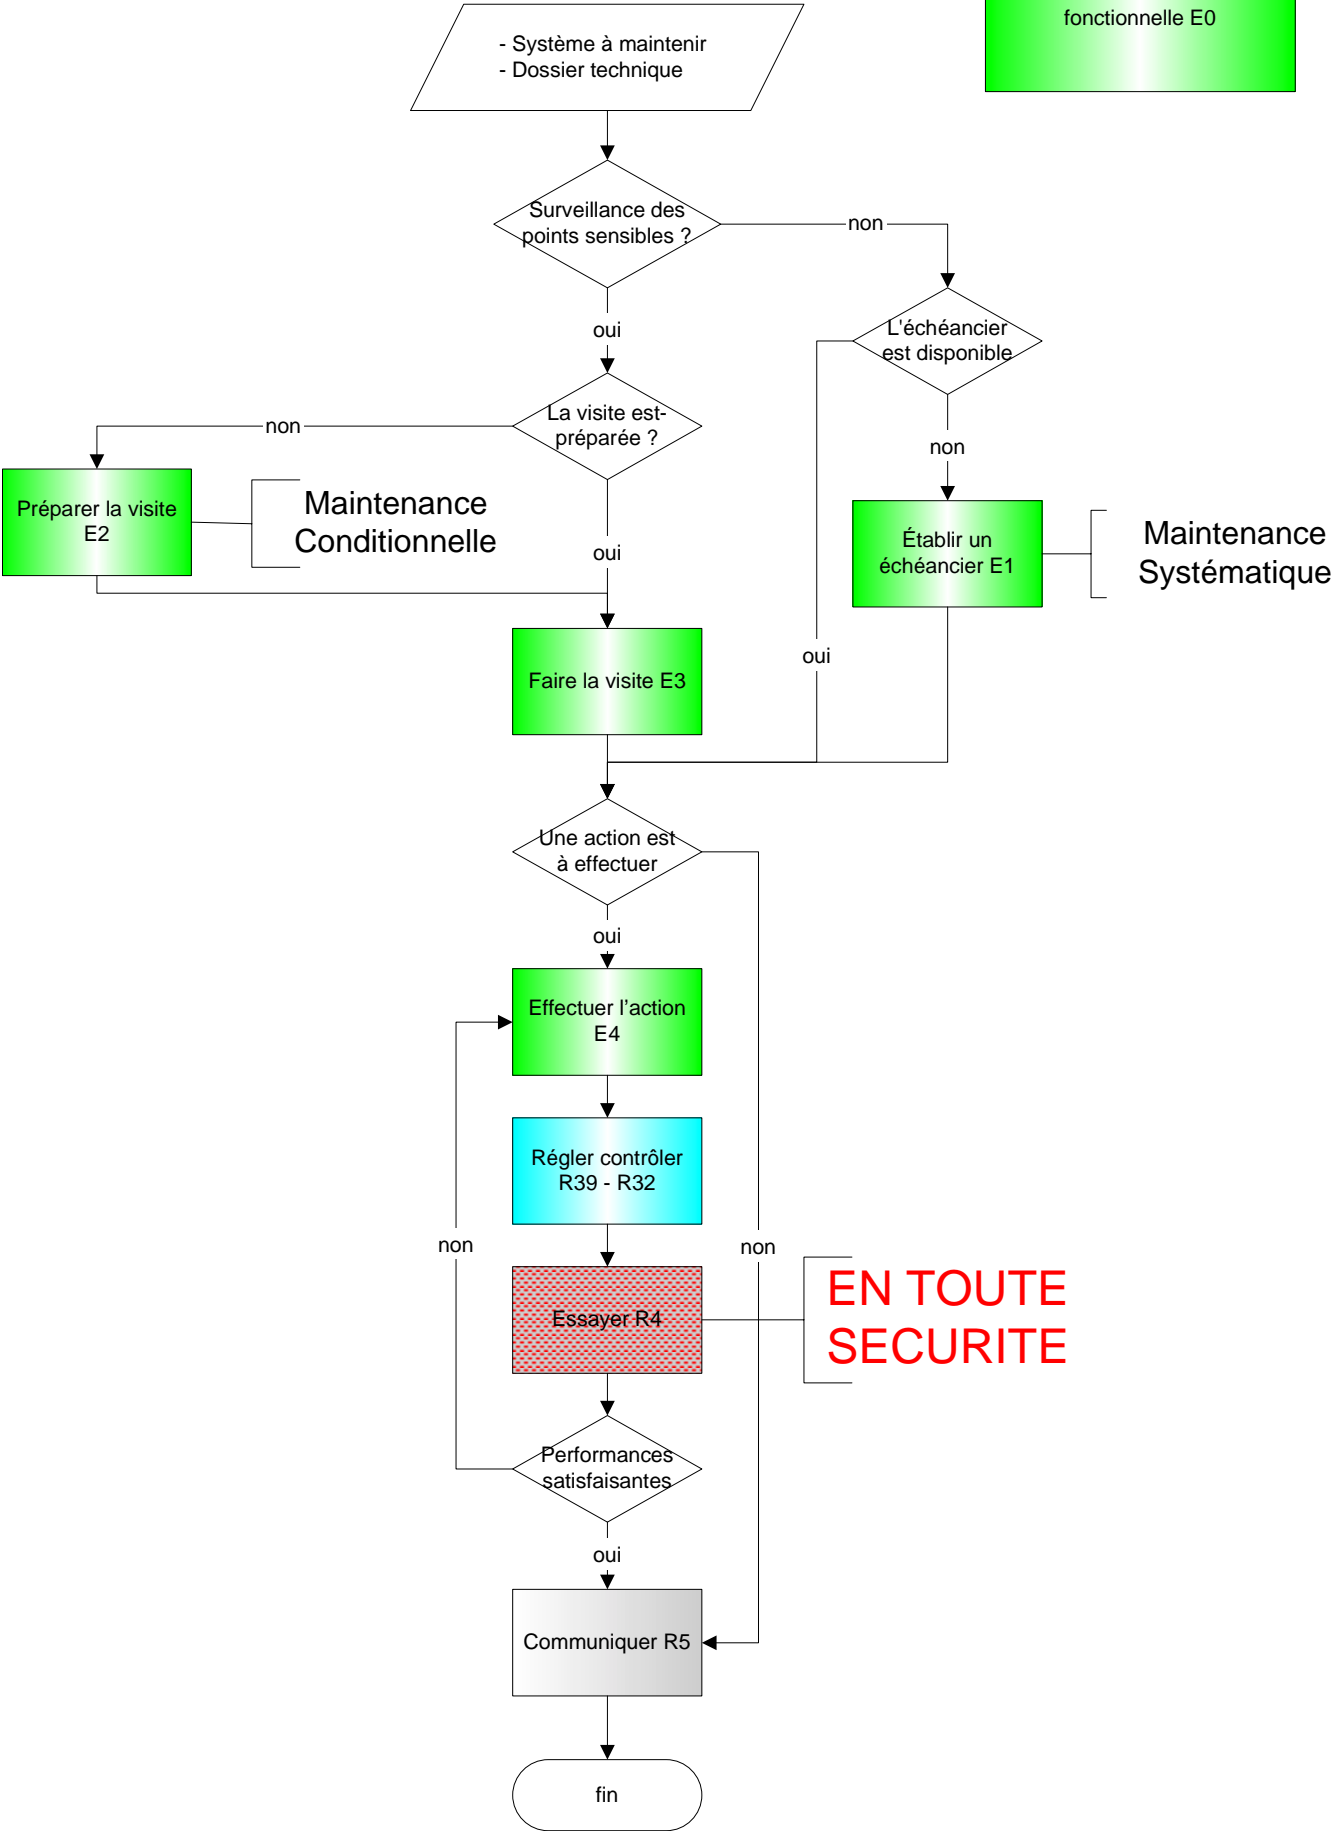 fonctionnelle E0
- Système à maintenir
- Dossier technique
Surveillance des
points sensibles ?
non
oui
L'échéancier
est disponible
La visite est-
préparée ?
non
non
Préparer la visite
E2
Maintenance
Conditionnelle
oui
Établir un
échéancier E1
Maintenance
Systématique
Faire la visite E3
oui
Une action est
à effectuer
oui
Effectuer l’action
E4
Régler contrôler
R39 - R32
non
non
Essayer R4
EN TOUTE
SECURITE
Performances
satisfaisantes
oui
Communiquer R5
fin